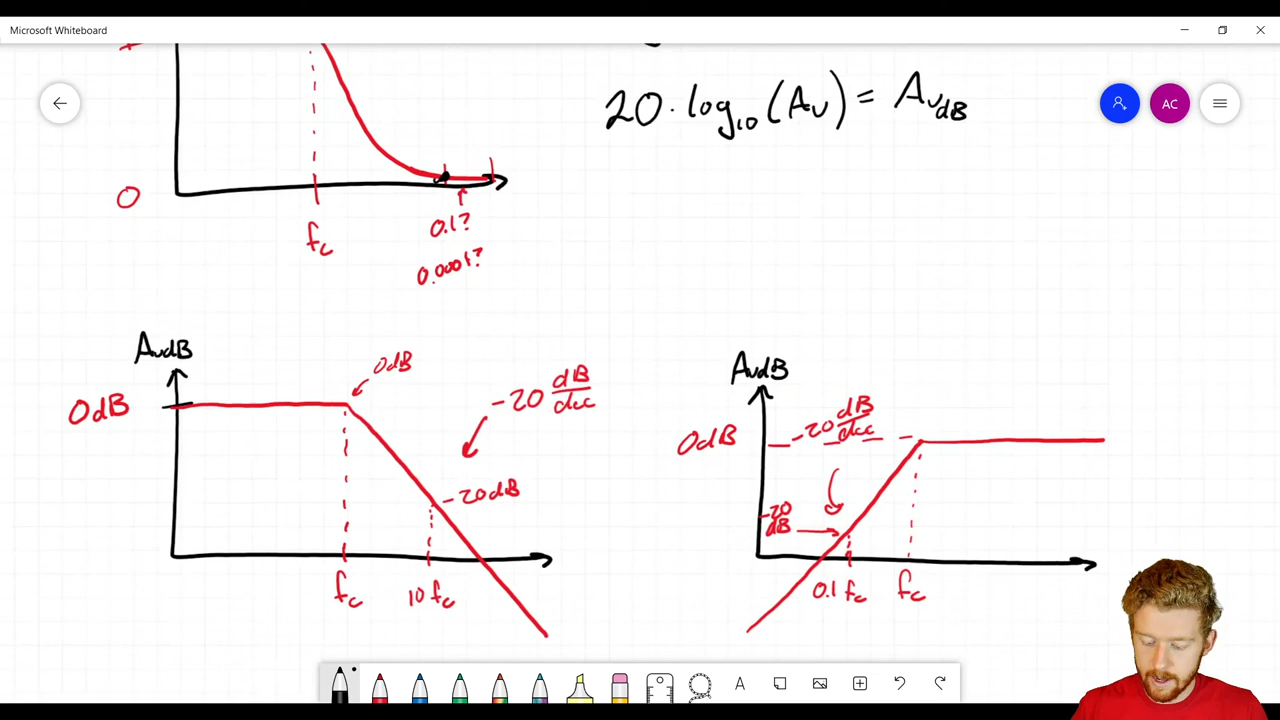 Microsoft Whiteboard
AC
20·log₁₀(Av) = AvdB
0
fc
0.1?
0.0001?
AvdB
0dB
0dB
-20 dB/dec
-20dB
fc
10 fc
AvdB
0dB
-20 dB/dec
-20
dB
0.1 fc
fc
A